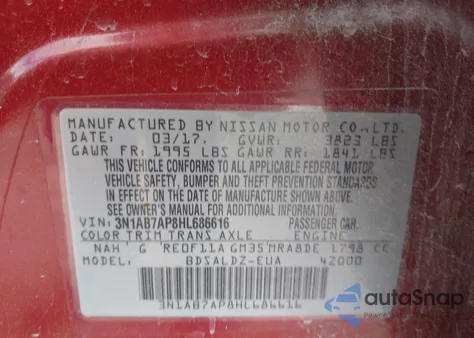 MANUFACTURED BY NISSAN MOTOR CO.,LTD.
DATE: 03/17. GVWR: 3823 LBS
GAWR FR: 1995 LBS GAWR RR: 1841 LBS
THIS VEHICLE CONFORMS TO ALL APPLICABLE FEDERAL MOTOR
VEHICLE SAFETY, BUMPER AND THEFT PREVENTION STANDARDS
IN EFFECT ON THE DATE OF MANUFACTURE SHOWN ABOVE.
SEE OWNER'S MANUAL FOR ADDITIONAL INFORMATION.
VIN: 3N1AB7AP8HL686616 PASSENGER CAR.
COLOR TRIM TRANS AXLE ENGINE
NAH G RE0F11A GM35 MRA8DE 1798 CC
MODEL: BDSALDZ-EUA 42000
3N1AB7AP8HL686616
autoSnap